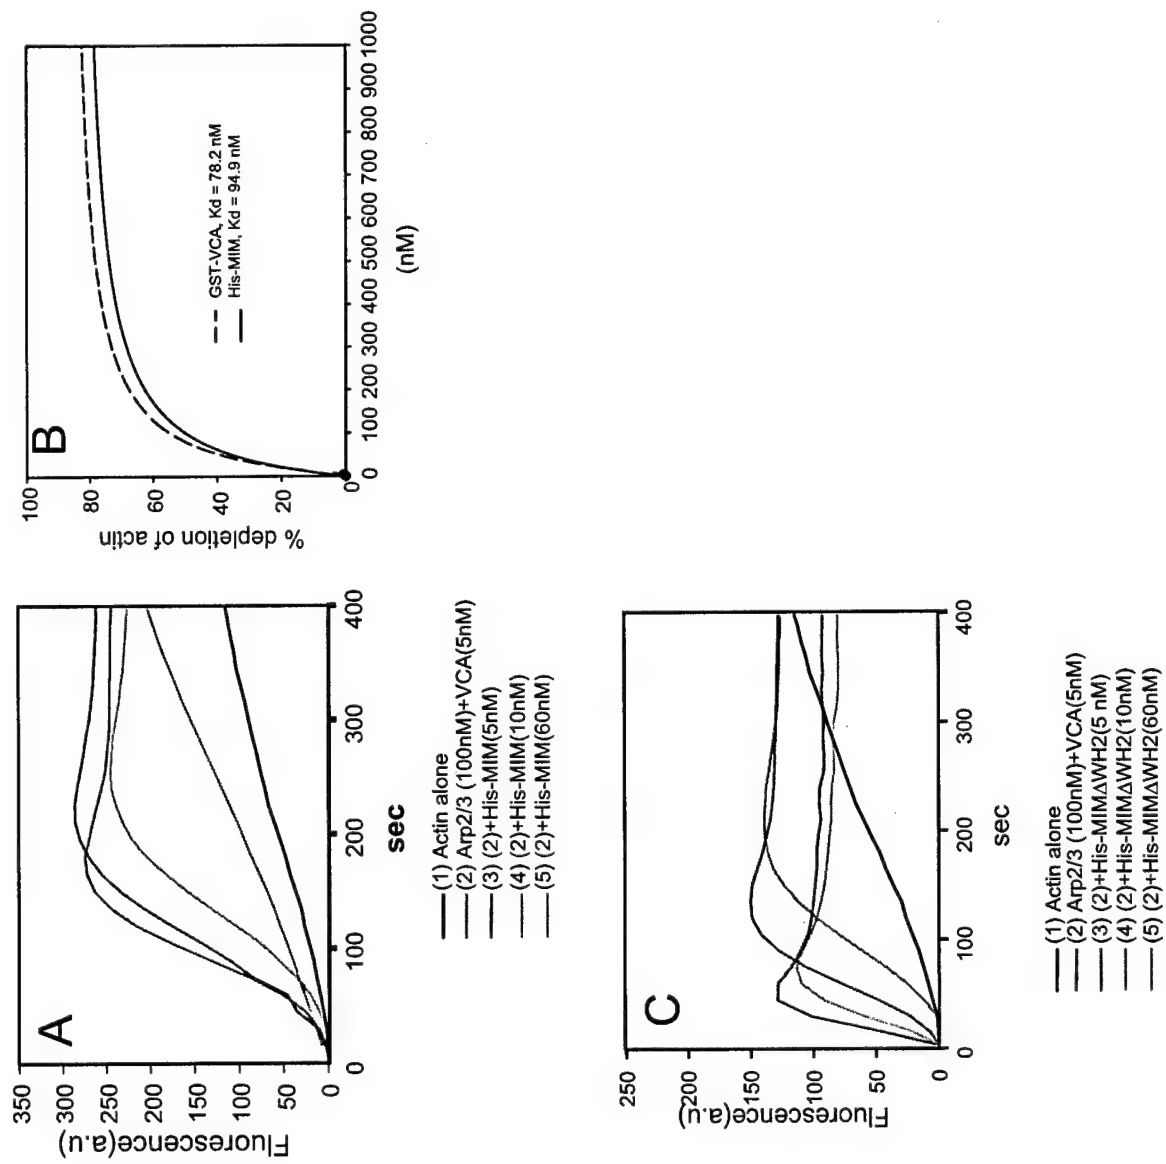 A
350
300
250
200
150
100
50
0
Fluorescence(a.u)
0
100
200
300
400
sec
(1) Actin alone
(2) Arp2/3 (100nM)+VCA(5nM)
(3) (2)+His-MIM(5nM)
(4) (2)+His-MIM(10nM)
(5) (2)+His-MIM(60nM)
B
100
80
60
40
20
0
% depletion of actin
0 100 200 300 400 500 600 700 800 900 1000
(nM)
GST-VCA, Kd = 78.2 nM
His-MIM, Kd = 94.9 nM
C
250
200
150
100
50
0
Fluorescence(a.u)
0
100
200
300
400
sec
(1) Actin alone
(2) Arp2/3 (100nM)+VCA(5nM)
(3) (2)+His-MIMΔWH2(5 nM)
(4) (2)+His-MIMΔWH2(10nM)
(5) (2)+His-MIMΔWH2(60nM)